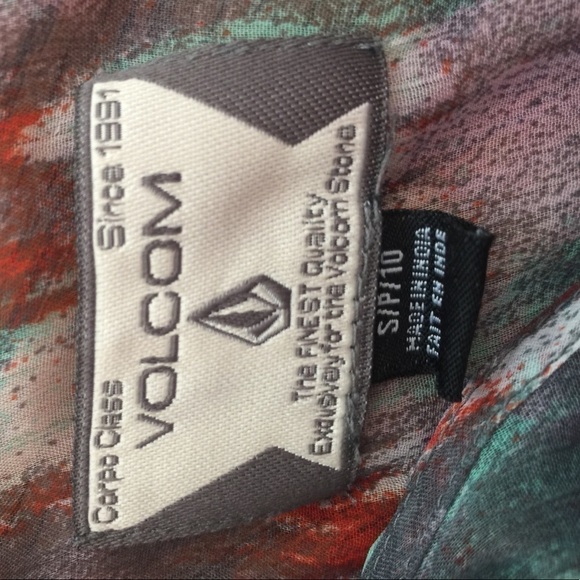 Corpo Class Since 1991
VOLCOM
The FINEST Quality
Exclusively for the Volcom Stone
S/P/10
MADE IN INDIA
FAIT EN INDE